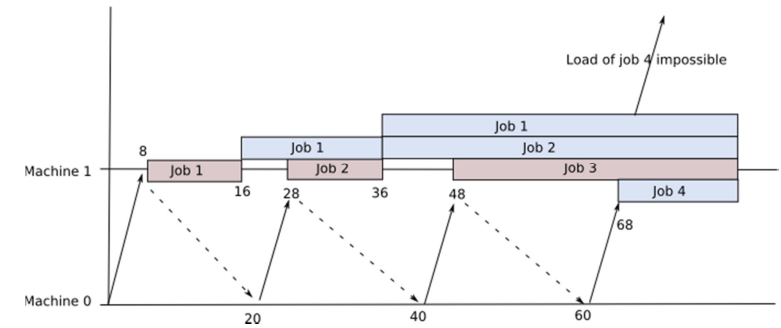 Load of job 4 impossible
Job 1
8
Job 1
Job 2
Machine 1
Job 1
Job 2
Job 3
16
28
36
48
Job 4
68
Machine 0
20
40
60